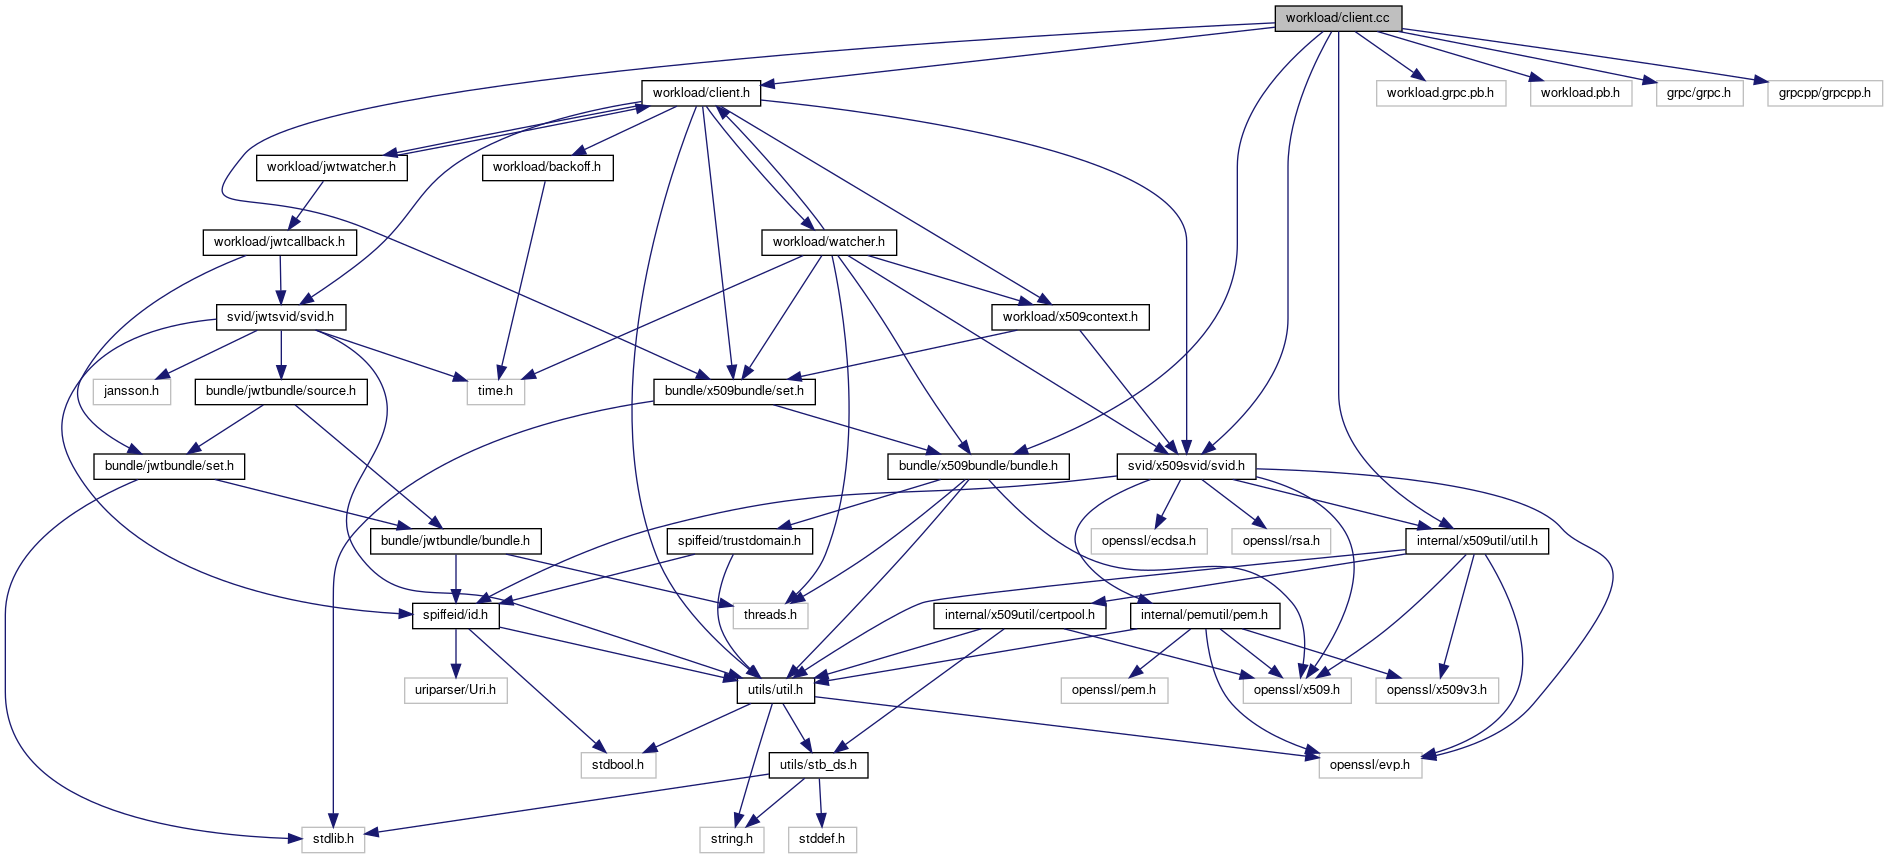 workload/client.cc
workload/client.h
workload.grpc.pb.h
workload.pb.h
grpc/grpc.h
grpcpp/grpcpp.h
workload/jwtwatcher.h
workload/backoff.h
workload/jwtcallback.h
workload/watcher.h
svid/jwtsvid/svid.h
workload/x509context.h
jansson.h
bundle/jwtbundle/source.h
time.h
bundle/x509bundle/set.h
bundle/jwtbundle/set.h
bundle/x509bundle/bundle.h
svid/x509svid/svid.h
bundle/jwtbundle/bundle.h
spiffeid/trustdomain.h
openssl/ecdsa.h
openssl/rsa.h
internal/x509util/util.h
spiffeid/id.h
threads.h
internal/x509util/certpool.h
internal/pemutil/pem.h
uriparser/Uri.h
utils/util.h
openssl/pem.h
openssl/x509.h
openssl/x509v3.h
stdbool.h
utils/stb_ds.h
openssl/evp.h
stdlib.h
string.h
stddef.h